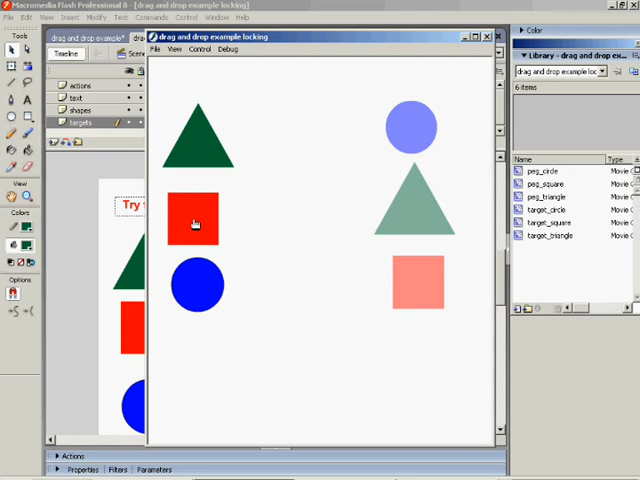 Macromedia Flash Professional 8 - [drag and drop example locking]
File Edit View Insert Modify Text Commands Control Window Help
Tools
View
Colors
Options
drag and drop example*
Timeline
actions
text
shapes
targets
Try
drag and drop example locking
File View Control Debug
Color
Library - drag and drop ex...
drag and drop example loc
6 items
Name Type
peg_circle Movie C
peg_square Movie C
peg_triangle Movie C
target_circle Movie C
target_square Movie C
target_triangle Movie C
Actions
Properties Filters Parameters